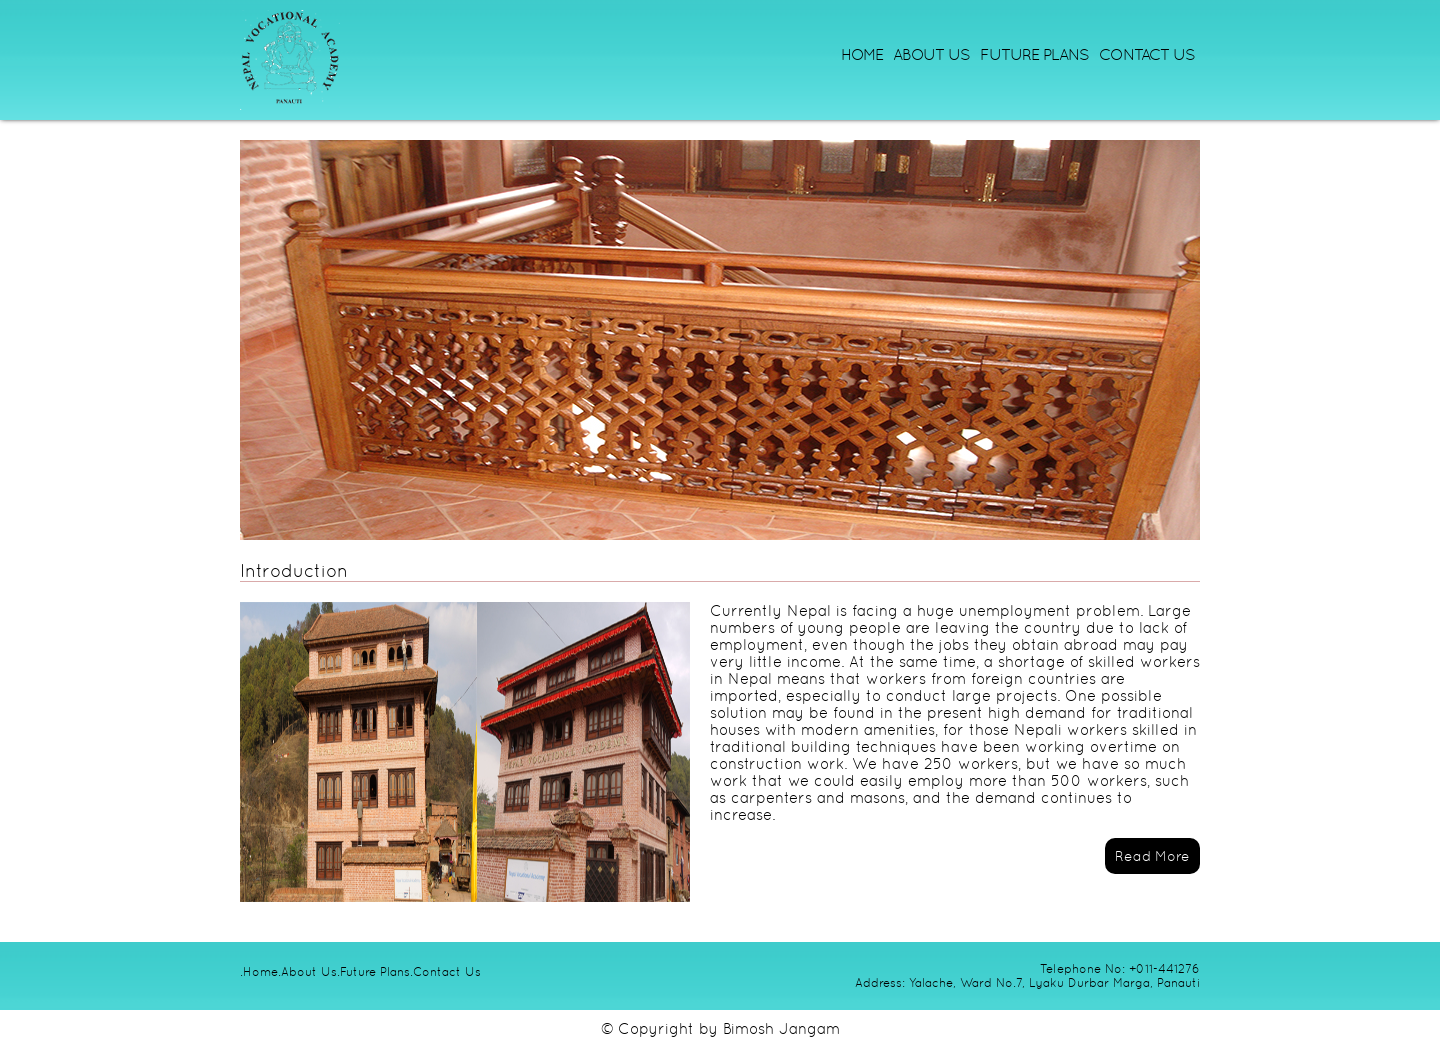 NEPAL VOCATIONAL ACADEMY
PANAUTI
HOME ABOUT US FUTURE PLANS CONTACT US
Introduction
NEPAL VOCATIONAL ACADEMY
Currently Nepal is facing a huge unemployment problem. Large
numbers of young people are leaving the country due to lack of
employment, even though the jobs they obtain abroad may pay
very little income. At the same time, a shortage of skilled workers
in Nepal means that workers from foreign countries are
imported, especially to conduct large projects. One possible
solution may be found in the present high demand for traditional
houses with modern amenities, for those Nepali workers skilled in
traditional building techniques have been working overtime on
construction work. We have 250 workers, but we have so much
work that we could easily employ more than 500 workers, such
as carpenters and masons, and the demand continues to
increase.
Read More
.Home.About Us.Future Plans.Contact Us
Telephone No: +011-441276
Address: Yalache, Ward No.7, Lyaku Durbar Marga, Panauti
© Copyright by Bimosh Jangam